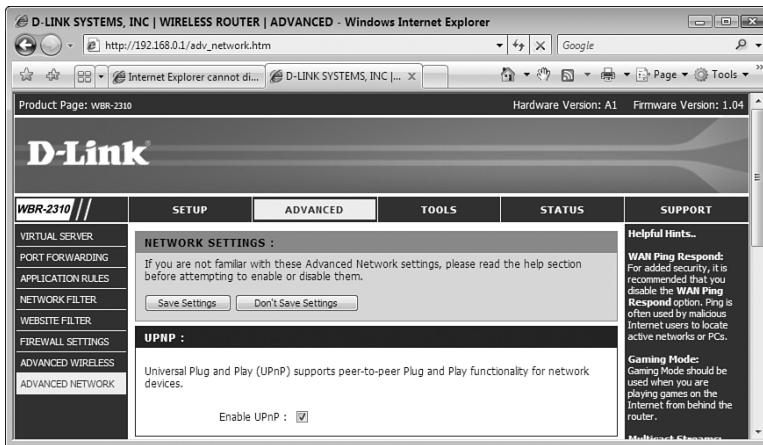 D-LINK SYSTEMS, INC | WIRELESS ROUTER | ADVANCED - Windows Internet Explorer
http://192.168.0.1/adv_network.htm
Google
Internet Explorer cannot di...
D-LINK SYSTEMS, INC |... X
Page
Tools
Product Page: WBR-2310
Hardware Version: A1
Firmware Version: 1.04
D-Link
WBR-2310
SETUP
ADVANCED
TOOLS
STATUS
SUPPORT
VIRTUAL SERVER
PORT FORWARDING
APPLICATION RULES
NETWORK FILTER
WEBSITE FILTER
FIREWALL SETTINGS
ADVANCED WIRELESS
ADVANCED NETWORK
NETWORK SETTINGS :
If you are not familiar with these Advanced Network settings, please read
the help section
before attempting to enable or disable them.
Save Settings
Don't Save Settings
UPNP :
Universal Plug and Play (UPnP) supports peer-to-peer Plug and Play functionality for network
devices.
Enable UPnP :
Helpful Hints..
WAN Ping Respond:
For added security, it is
recommended that you
disable the WAN Ping
Respond option. Ping is
often used by malicious
Internet users to locate
active networks or PCs.
Gaming Mode:
Gaming Mode should be
used when you are
playing games on the
Internet from behind the
router.
Multicast Streams: